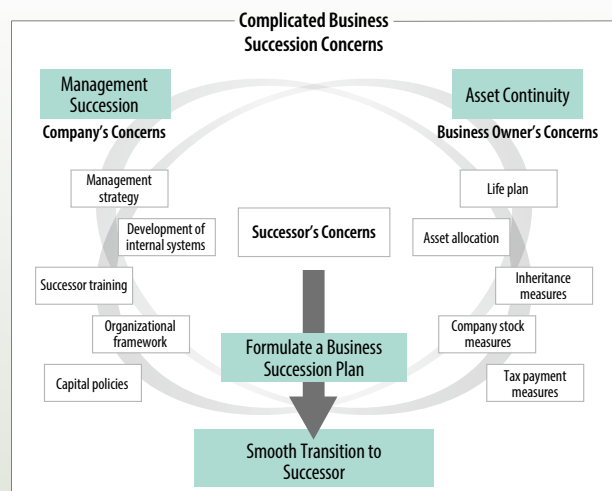 Complicated Business
Succession Concerns
Management
Succession
Company's Concerns
Management
strategy
Development of
internal systems
Successor training
Organizational
framework
Capital policies
Asset Continuity
Business Owner's Concerns
Life plan
Asset allocation
Inheritance
measures
Company stock
measures
Tax payment
measures
Successor's Concerns
Formulate a Business
Succession Plan
Smooth Transition to
Successor